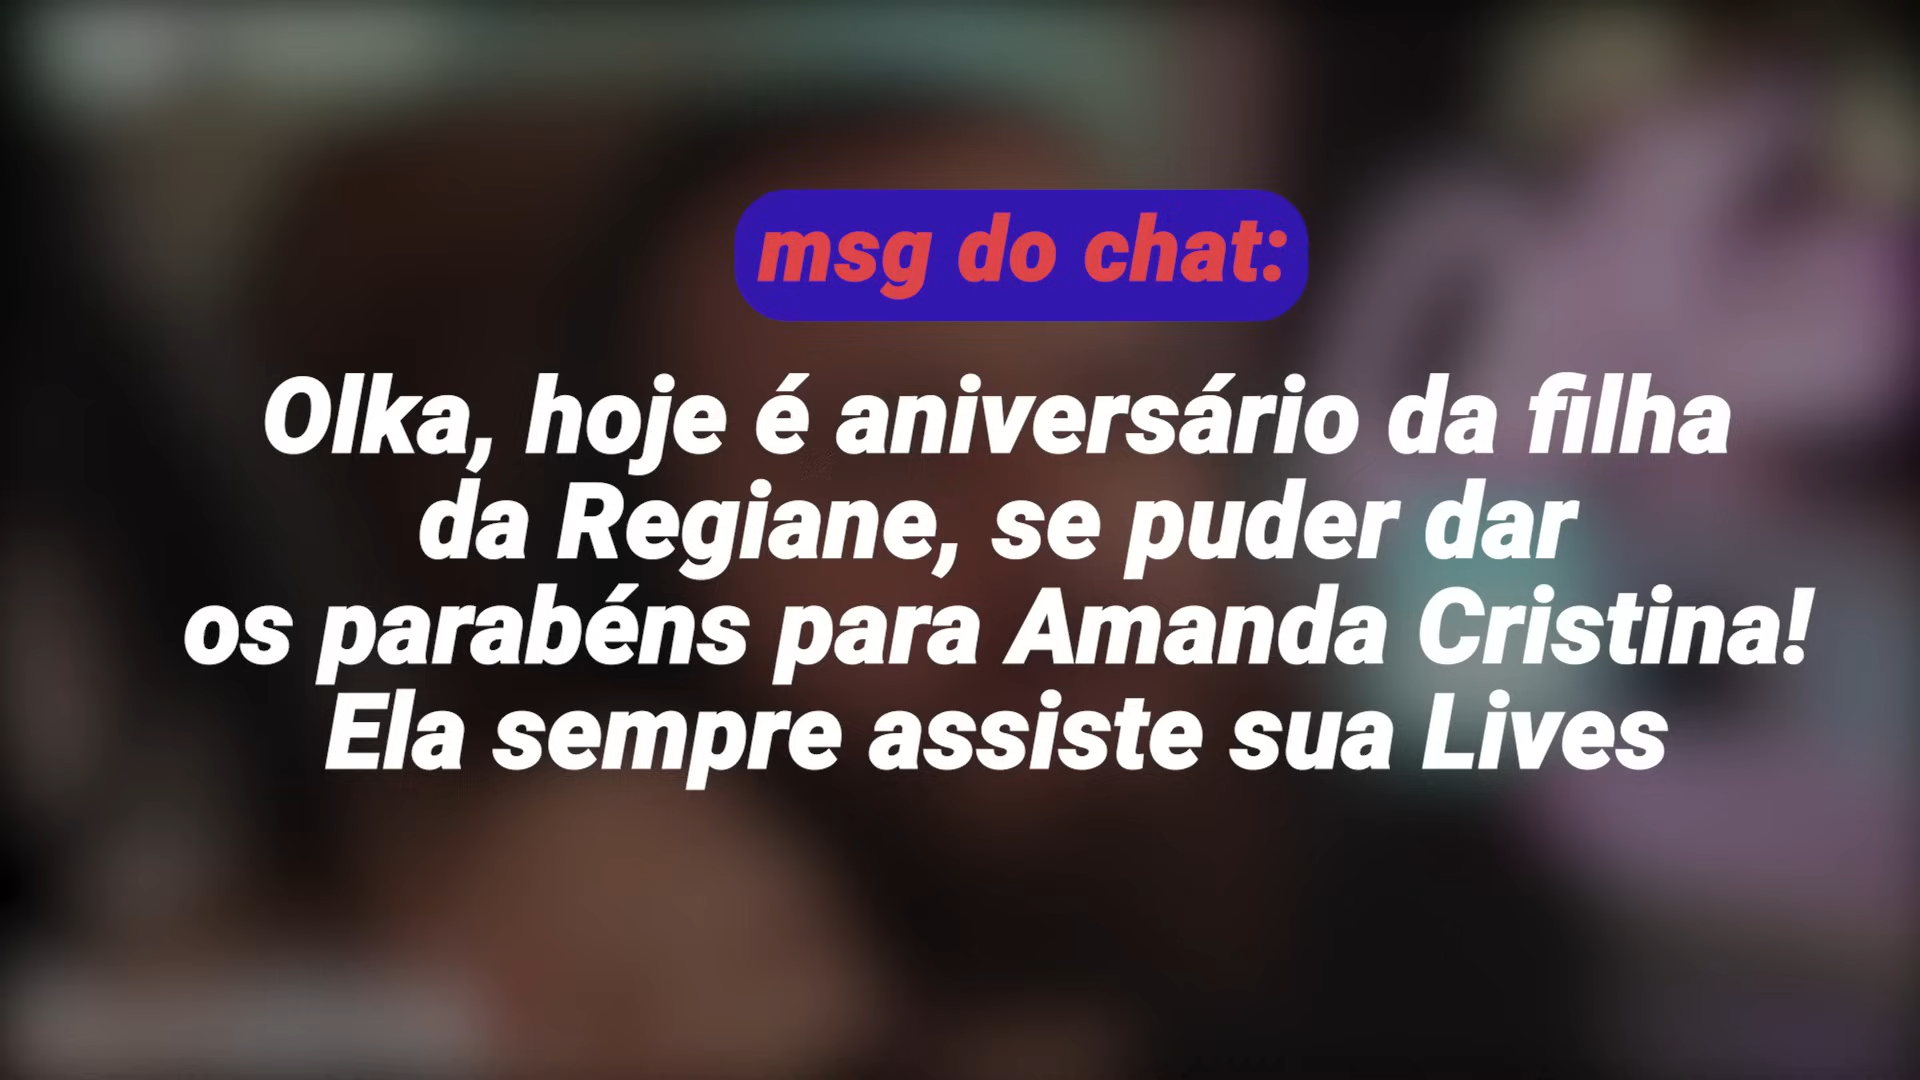 msg do chat:
Olka, hoje é aniversário da filha
da Regiane, se puder dar
os parabéns para Amanda Cristina!
Ela sempre assiste sua Lives